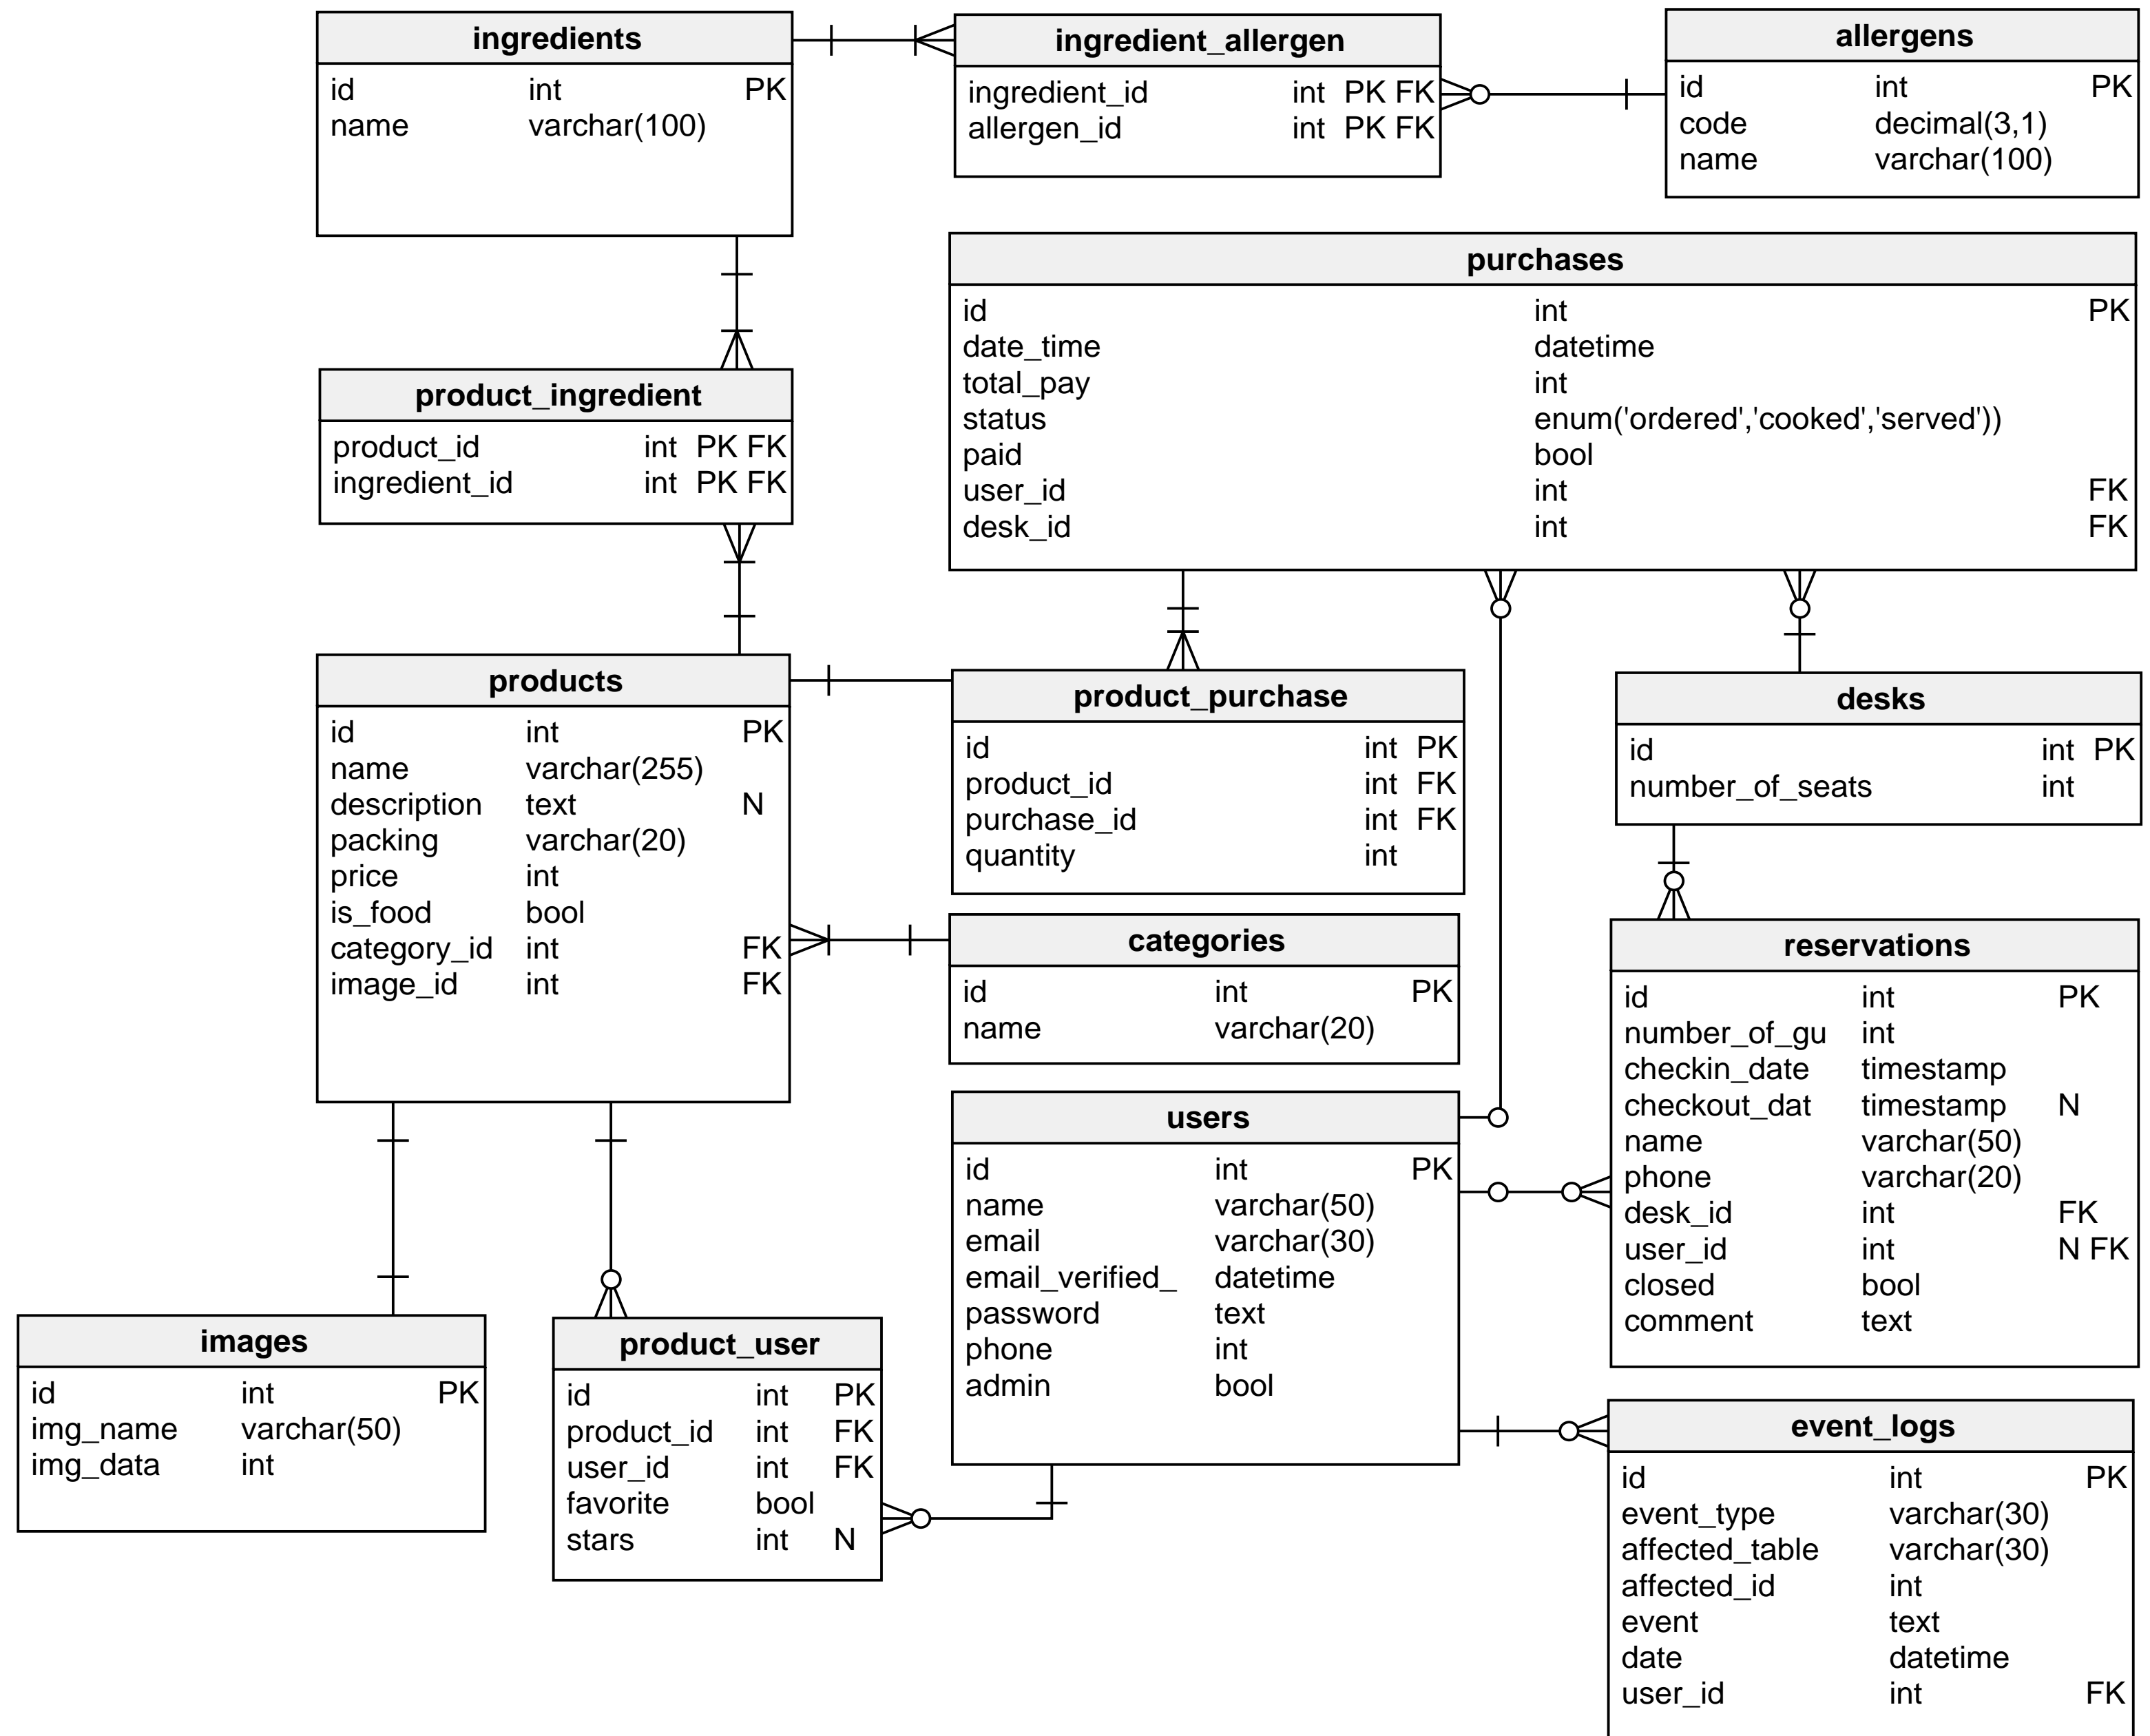 ingredients
id int PK
name varchar(100)
ingredient_allergen
ingredient_id int PK FK
allergen_id int PK FK
allergens
id int PK
code decimal(3,1)
name varchar(100)
purchases
id int PK
date_time datetime
total_pay int
status enum('ordered','cooked','served'))
paid bool
user_id int FK
desk_id int FK
product_ingredient
product_id int PK FK
ingredient_id int PK FK
products
id int PK
name varchar(255)
description text N
packing varchar(20)
price int
is_food bool
category_id int FK
image_id int FK
product_purchase
id int PK
product_id int FK
purchase_id int FK
quantity int
desks
id int PK
number_of_seats int
categories
id int PK
name varchar(20)
reservations
id int PK
number_of_gu int
checkin_date timestamp
checkout_dat timestamp N
name varchar(50)
phone varchar(20)
desk_id int FK
user_id int N FK
closed bool
comment text
users
id int PK
name varchar(50)
email varchar(30)
email_verified_ datetime
password text
phone int
admin bool
images
id int PK
img_name varchar(50)
img_data int
product_user
id int PK
product_id int FK
user_id int FK
favorite bool
stars int N
event_logs
id int PK
event_type varchar(30)
affected_table varchar(30)
affected_id int
event text
date datetime
user_id int FK